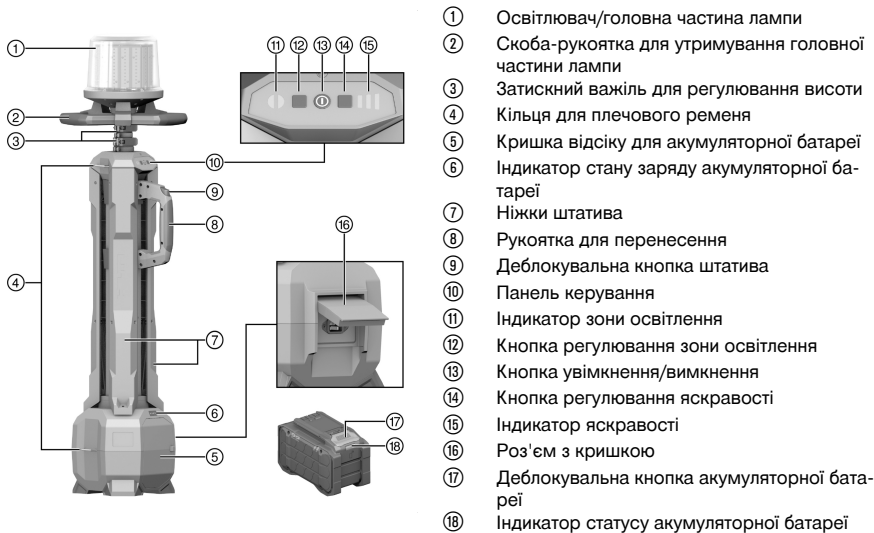 ① ⑪ ⑫ ⑬ ⑭ ⑮
②
③
⑩
⑨
⑧
⑯
④
⑦
⑥
⑤
⑰
⑱
① Освітлювач/головна частина лампи
② Скоба-рукоятка для утримування головної
частини лампи
③ Затискний важіль для регулювання висоти
④ Кільця для плечового ременя
⑤ Кришка відсіку для акумуляторної батареї
⑥ Індикатор стану заряду акумуляторної ба-
тареї
⑦ Ніжки штатива
⑧ Рукоятка для перенесення
⑨ Деблокувальна кнопка штатива
⑩ Панель керування
⑪ Індикатор зони освітлення
⑫ Кнопка регулювання зони освітлення
⑬ Кнопка увімкнення/вимкнення
⑭ Кнопка регулювання яскравості
⑮ Індикатор яскравості
⑯ Роз'єм з кришкою
⑰ Деблокувальна кнопка акумуляторної бата-
реї
⑱ Індикатор статусу акумуляторної батареї